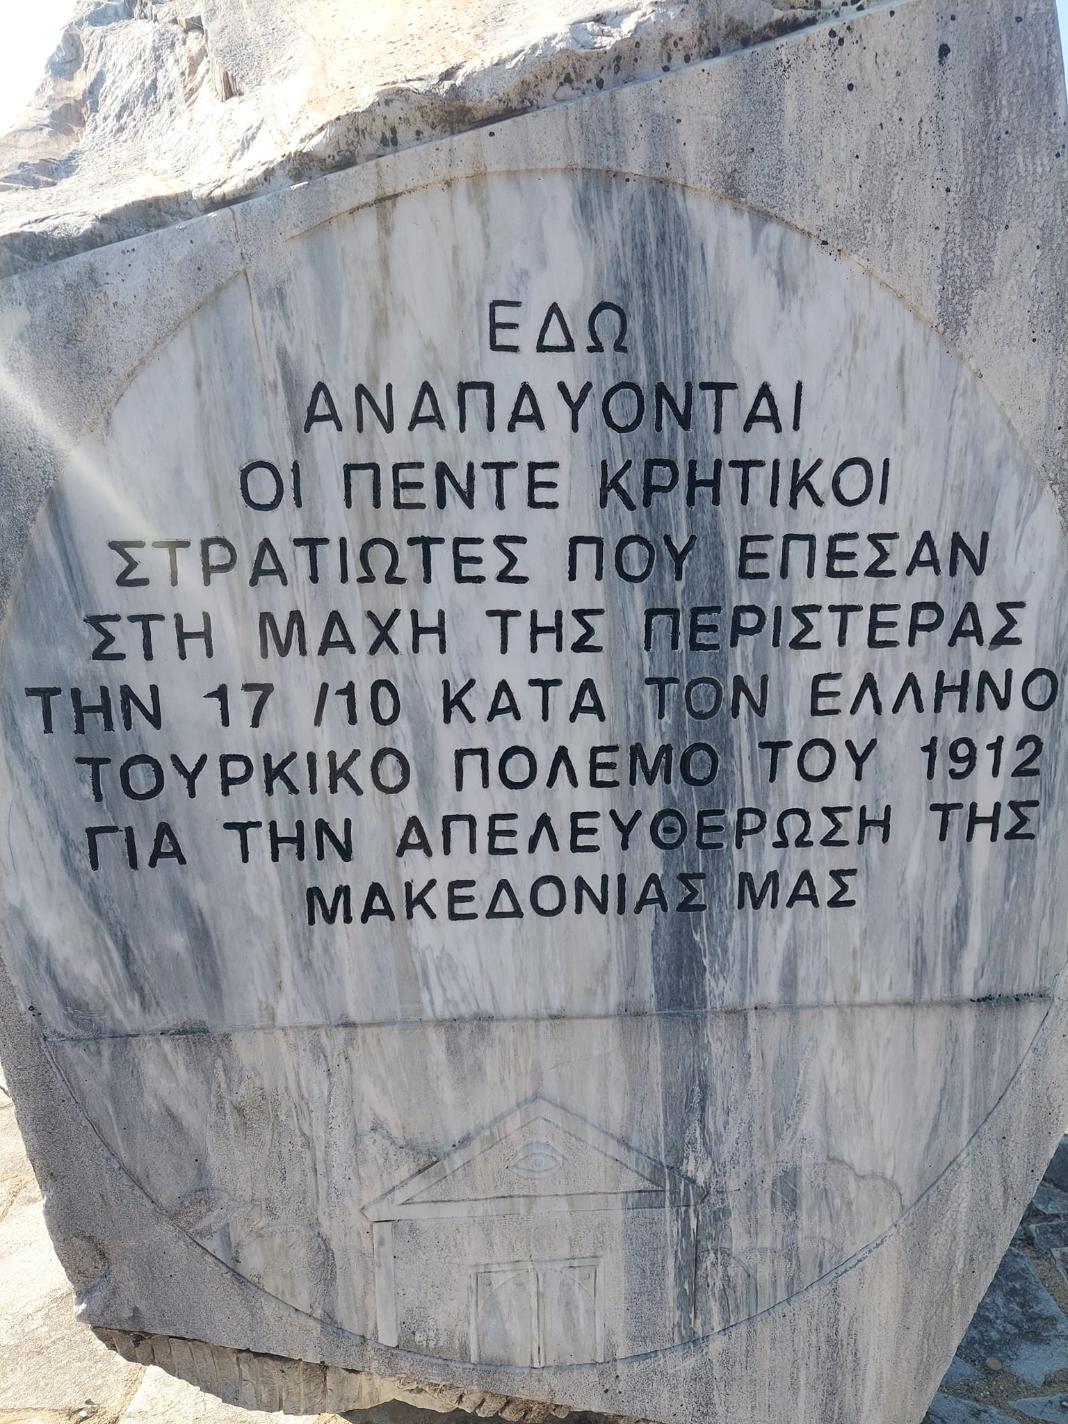 ΕΔΩ
ΑΝΑΠΑΥΟΝΤΑΙ
ΟΙ ΠΕΝΤΕ ΚΡΗΤΙΚΟΙ
ΣΤΡΑΤΙΩΤΕΣ ΠΟΥ ΕΠΕΣΑΝ
ΣΤΗ ΜΑΧΗ ΤΗΣ ΠΕΡΙΣΤΕΡΑΣ
ΤΗΝ 17 /10 ΚΑΤΑ ΤΟΝ ΕΛΛΗΝΟ
ΤΟΥΡΚΙΚΟ ΠΟΛΕΜΟ ΤΟΥ 1912
ΓΙΑ ΤΗΝ ΑΠΕΛΕΥΘΕΡΩΣΗ ΤΗΣ
ΜΑΚΕΔΟΝΙΑΣ ΜΑΣ